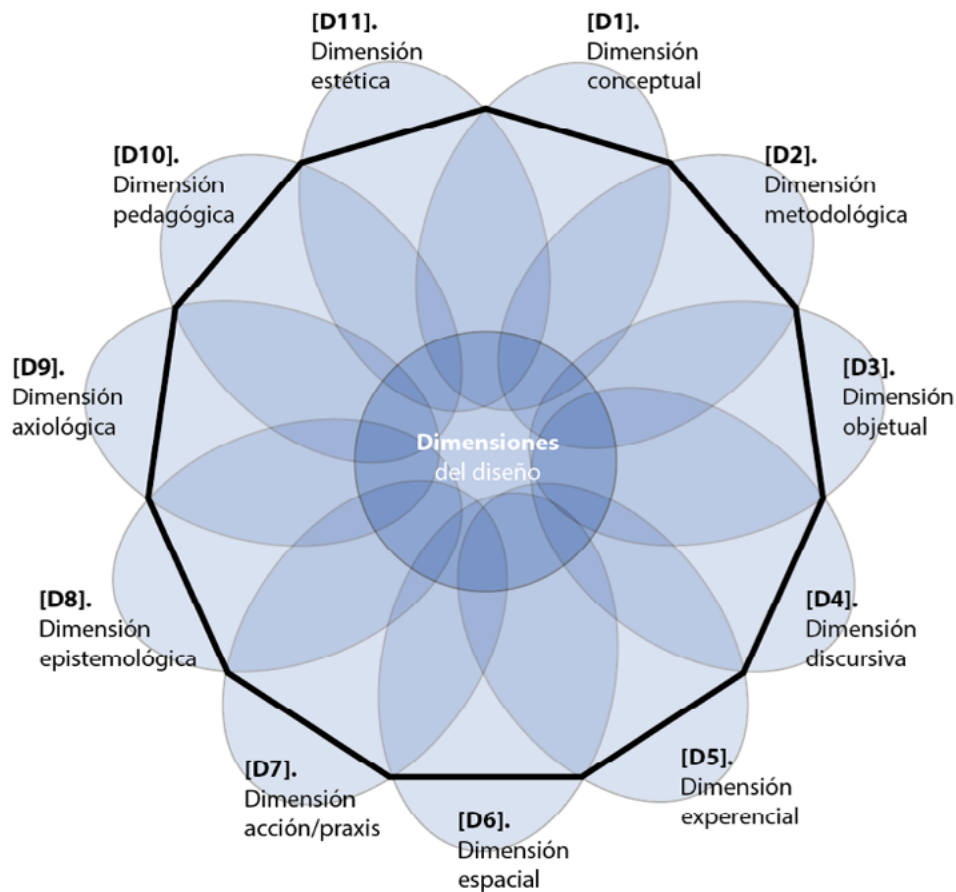 [D11].
Dimensión
estética
[D1].
Dimensión
conceptual
[D10].
Dimensión
pedagógica
[D2].
Dimensión
metodológica
[D9].
Dimensión
axiológica
[D3].
Dimensión
objetual
Dimensiones
del diseño
[D8].
Dimensión
epistemológica
[D4].
Dimensión
discursiva
[D7].
Dimensión
acción/praxis
[D5].
Dimensión
experencial
[D6].
Dimensión
espacial